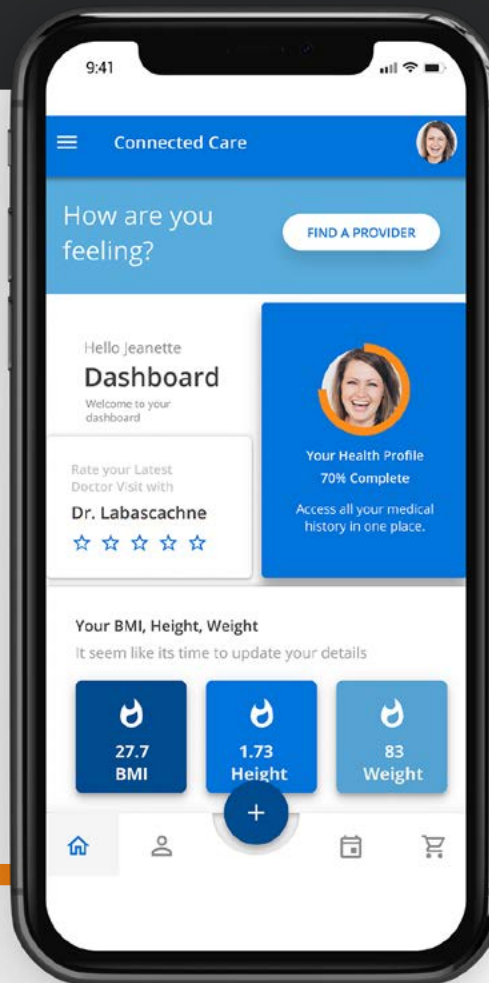 9:41
Connected Care
How are you
feeling?
FIND A PROVIDER
Hello Jeanette
Dashboard
Welcome to your
dashboard
Rate your Latest
Doctor Visit with
Dr. Labascachne
Your Health Profile
70% Complete
Access all your medical
history in one place.
Your BMI, Height, Weight
It seem like its time to update your details
27.7
BMI
1.73
Height
83
Weight